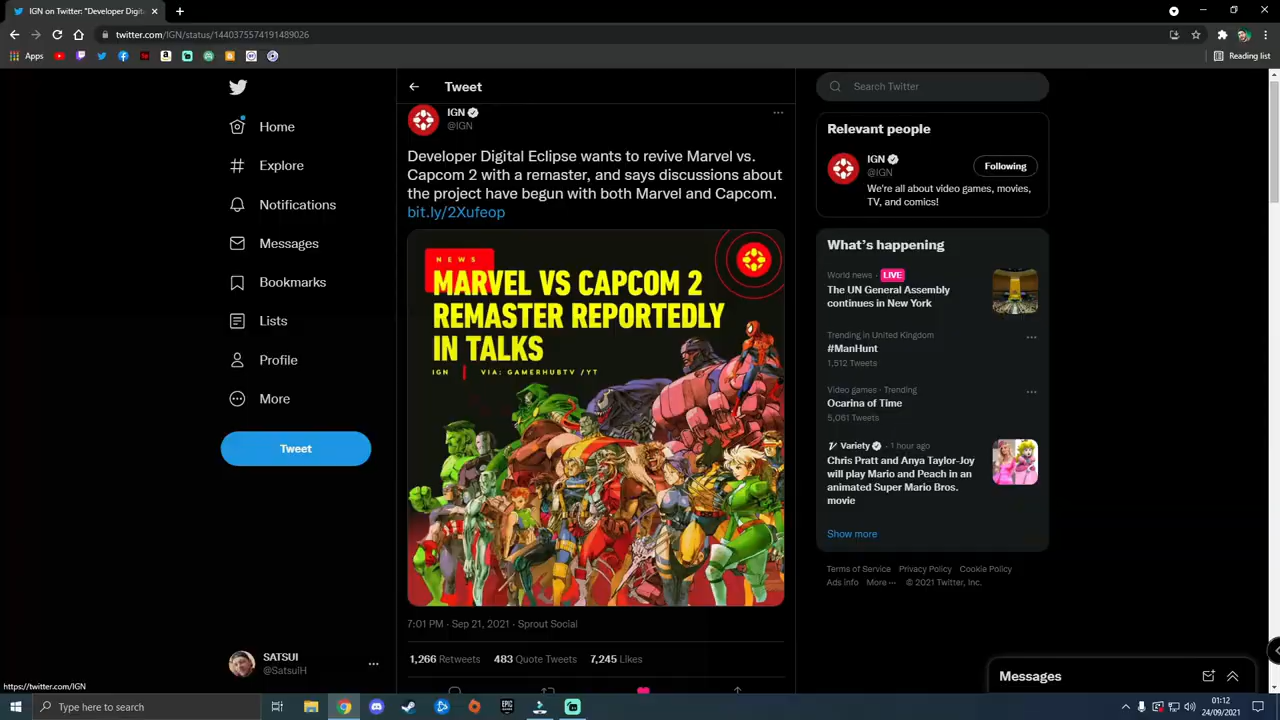 IGN on Twitter: "Developer Digit
twitter.com/IGN/status/1440375574191489026
Apps
Reading list
Home
Explore
Notifications
Messages
Bookmarks
Lists
Profile
More
Tweet
SATSUI
@SatsuiH
https://twitter.com/IGN
Tweet
IGN
@IGN
Developer Digital Eclipse wants to revive Marvel vs.
Capcom 2 with a remaster, and says discussions about
the project have begun with both Marvel and Capcom.
bit.ly/2Xufeop
NEWS
MARVEL VS CAPCOM 2
REMASTER REPORTEDLY
IN TALKS
IGN | VIA: GAMERHUBTV /YT
7:01 PM · Sep 21, 2021 · Sprout Social
1,266 Retweets 483 Quote Tweets 7,245 Likes
Search Twitter
Relevant people
IGN
@IGN
Following
We're all about video games, movies,
TV, and comics!
What's happening
World news · LIVE
The UN General Assembly
continues in New York
Trending in United Kingdom
#ManHunt
1,512 Tweets
Video games · Trending
Ocarina of Time
5,061 Tweets
Variety · 1 hour ago
Chris Pratt and Anya Taylor-Joy
will play Mario and Peach in an
animated Super Mario Bros.
movie
Show more
Terms of Service Privacy Policy Cookie Policy
Ads info More ··· © 2021 Twitter, Inc.
Messages
Type here to search
EPIC
01:12
24/09/2021